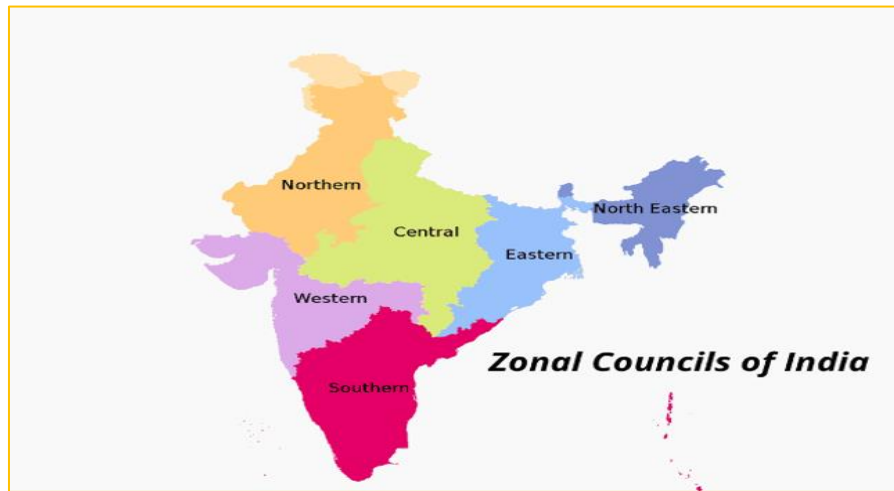 Northern
North Eastern
Central
Eastern
Western
Zonal Councils of India
Southern